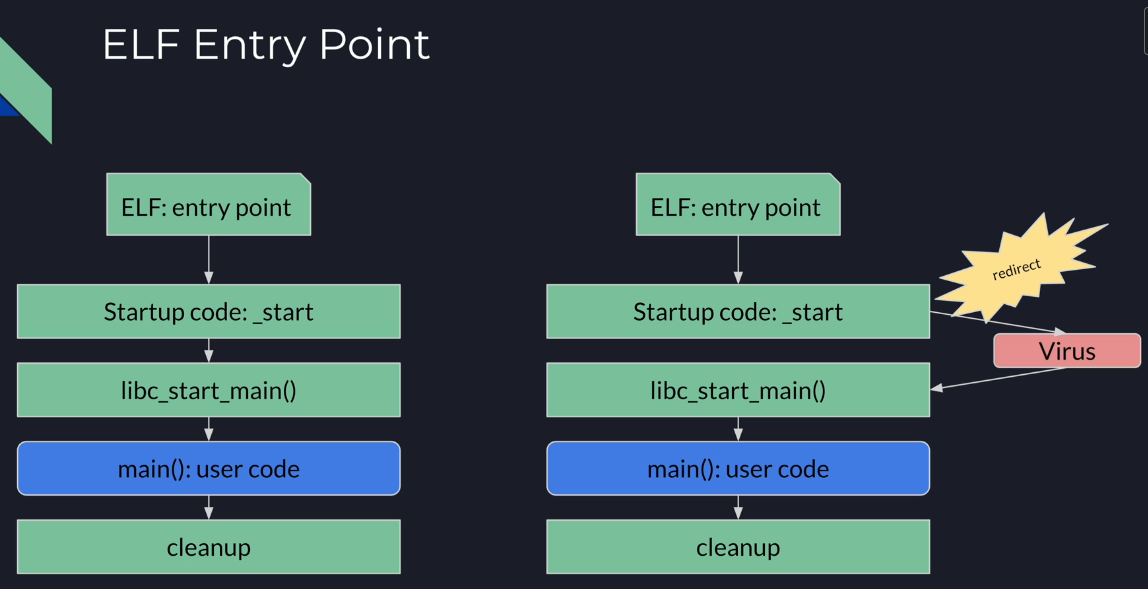 ELF Entry Point
ELF: entry point
Startup code: _start
libc_start_main()
main(): user code
cleanup
ELF: entry point
redirect
Startup code: _start
Virus
libc_start_main()
main(): user code
cleanup